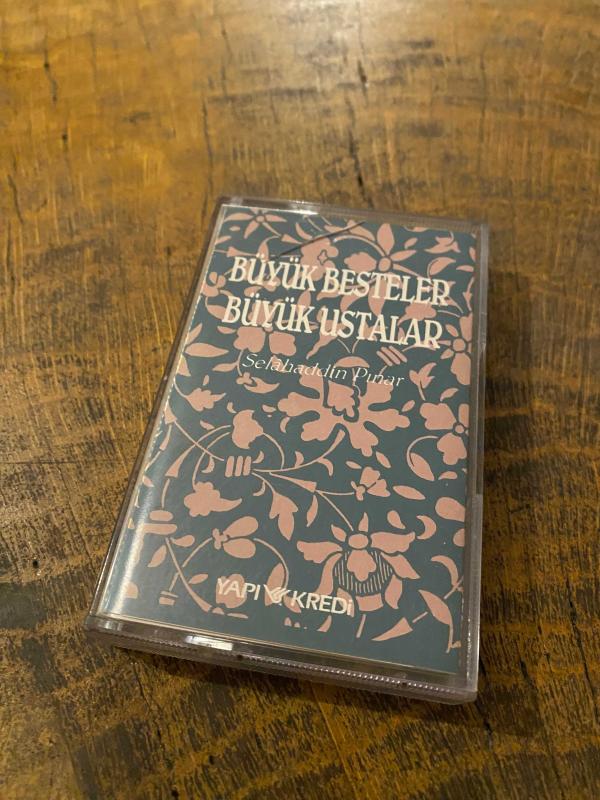 BÜYÜK BESTELER
BÜYÜK USTALAR
Selahaddin Pınar
YAPI KREDİ